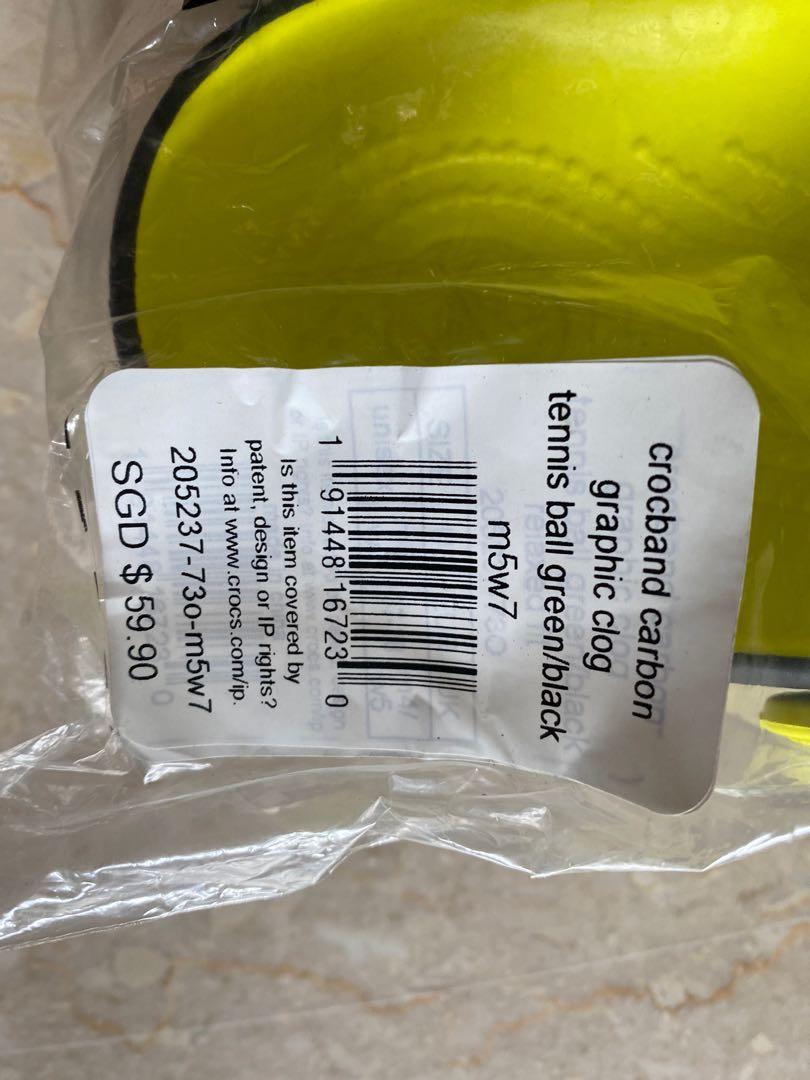 crocband carbon
graphic clog
tennis ball green/black
m5w7
1 91448 16723 0
Is this item covered by
patent, design or IP rights?
Info at www.crocs.com/ip.
205237-73o-m5w7
SGD $ 59.90